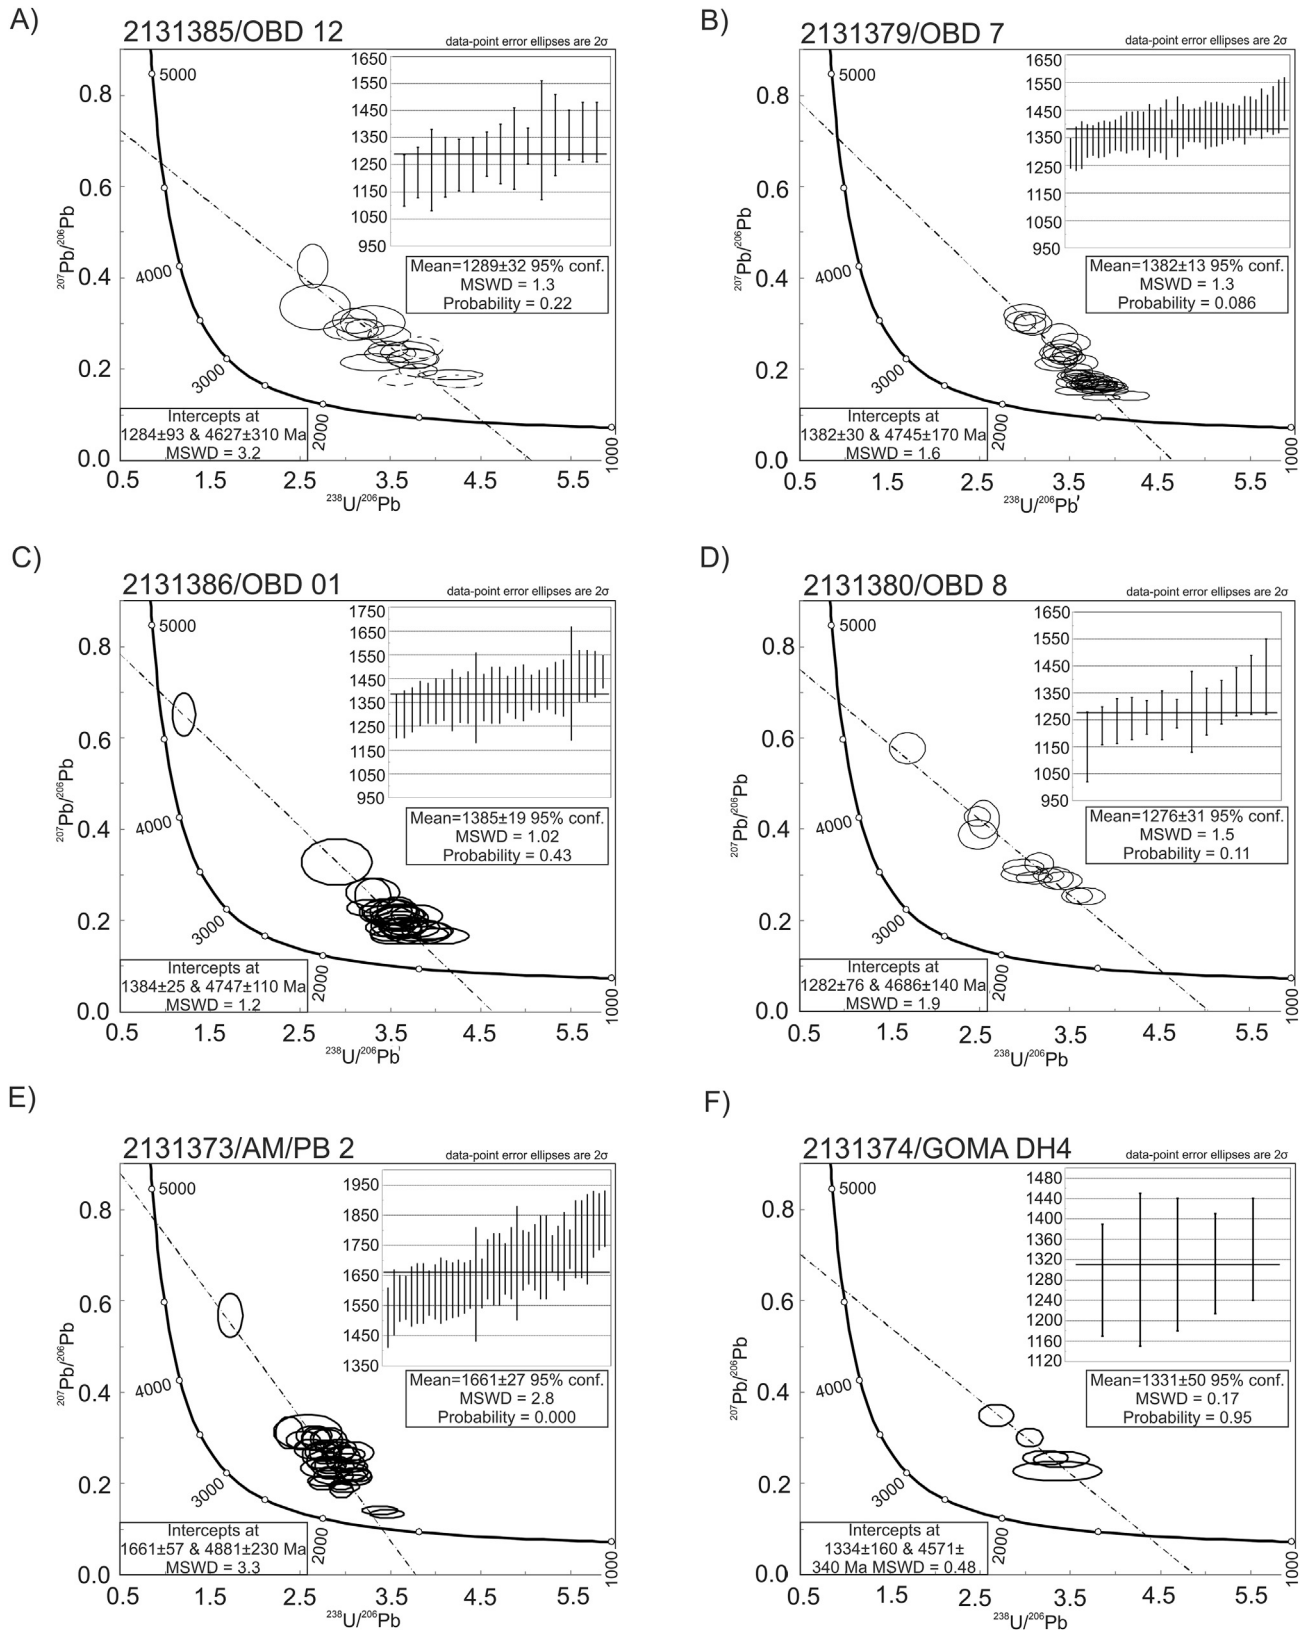 A)
2131385/OBD 12
data-point error ellipses are 2σ
5000
4000
3000
2000
1000
0.8
0.6
0.4
0.2
0.0
207Pb/206Pb
0.5 1.5 2.5 3.5 4.5 5.5
238U/206Pb
1650
1550
1450
1350
1250
1150
1050
950
Mean=1289±32 95% conf.
MSWD = 1.3
Probability = 0.22
Intercepts at
1284±93 & 4627±310 Ma
MSWD = 3.2
B)
2131379/OBD 7
data-point error ellipses are 2σ
5000
4000
3000
2000
1000
0.8
0.6
0.4
0.2
0.0
207Pb/206Pb
0.5 1.5 2.5 3.5 4.5 5.5
238U/206Pb'
1650
1550
1450
1350
1250
1150
1050
950
Mean=1382±13 95% conf.
MSWD = 1.3
Probability = 0.086
Intercepts at
1382±30 & 4745±170 Ma
MSWD = 1.6
C)
2131386/OBD 01
data-point error ellipses are 2σ
5000
4000
3000
2000
1000
0.8
0.6
0.4
0.2
0.0
207Pb/206Pb
0.5 1.5 2.5 3.5 4.5 5.5
238U/206Pb'
1750
1650
1550
1450
1350
1250
1150
1050
950
Mean=1385±19 95% conf.
MSWD = 1.02
Probability = 0.43
Intercepts at
1384±25 & 4747±110 Ma
MSWD = 1.2
D)
2131380/OBD 8
data-point error ellipses are 2σ
5000
4000
3000
2000
1000
0.8
0.6
0.4
0.2
0.0
207Pb/206Pb
0.5 1.5 2.5 3.5 4.5 5.5
238U/206Pb
1650
1550
1450
1350
1250
1150
1050
950
Mean=1276±31 95% conf.
MSWD = 1.5
Probability = 0.11
Intercepts at
1282±76 & 4686±140 Ma
MSWD = 1.9
E)
2131373/AM/PB 2
data-point error ellipses are 2σ
5000
4000
3000
2000
1000
0.8
0.6
0.4
0.2
0.0
207Pb/206Pb
0.5 1.5 2.5 3.5 4.5 5.5
238U/206Pb
1950
1850
1750
1650
1550
1450
1350
Mean=1661±27 95% conf.
MSWD = 2.8
Probability = 0.000
Intercepts at
1661±57 & 4881±230 Ma
MSWD = 3.3
F)
2131374/GOMA DH4
data-point error ellipses are 2σ
5000
4000
3000
2000
1000
0.8
0.6
0.4
0.2
0.0
207Pb/206Pb
0.5 1.5 2.5 3.5 4.5 5.5
238U/206Pb
1480
1440
1400
1360
1320
1280
1240
1200
1160
1120
Mean=1331±50 95% conf.
MSWD = 0.17
Probability = 0.95
Intercepts at
1334±160 & 4571±
340 Ma MSWD = 0.48